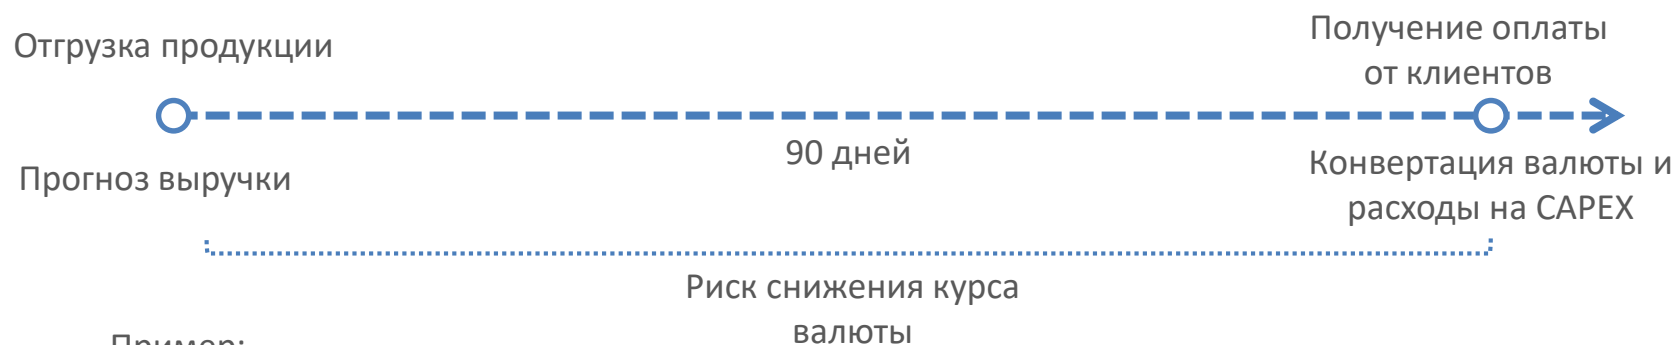 Отгрузка продукции
Получение оплаты
от клиентов
90 дней
Прогноз выручки
Конвертация валюты и
расходы на CAPEX
Риск снижения курса
валюты
Пример: